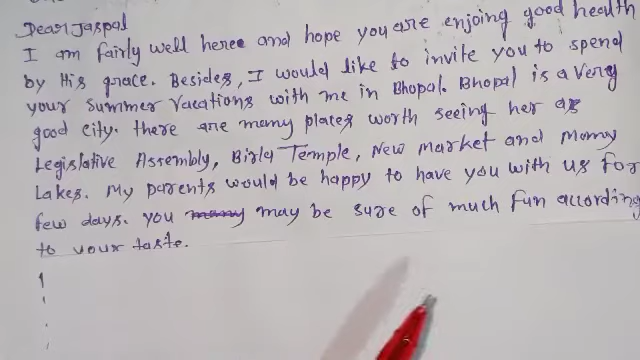 Dear Jaspal
I am fairly well here and hope you are enjoing good health
by His grace. Besides, I would like to invite you to spend
your Summer Vacations with me in Bhopal. Bhopal is a very
good city. there are many places worth seeing her as
Legislative Assembly, Birla Temple, New market and Many
Lakes. My parents would be happy to have you with us for
few days. you may be sure of much fun according
to your taste.